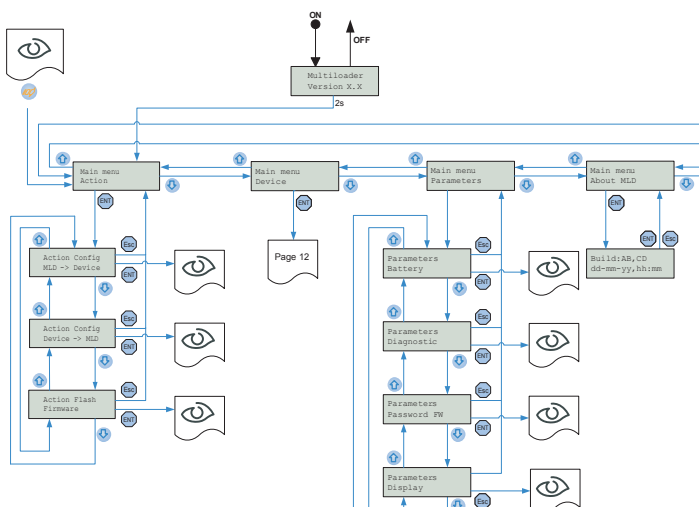 ON
OFF
Multiloader
Version X.X
2s
Main menu
Action
Main menu
Device
Main menu
Parameters
Main menu
About MLD
ENT
ENT
ENT
ENT
Esc
Page 12
Build:AB,CD
dd-mm-yy,hh:mm
Action Config
MLD -> Device
Esc
ENT
Parameters
Battery
Esc
ENT
Action Config
Device -> MLD
Esc
ENT
Parameters
Diagnostic
Esc
ENT
Action Flash
Firmware
Esc
ENT
Parameters
Password FW
Esc
ENT
Parameters
Display
Esc